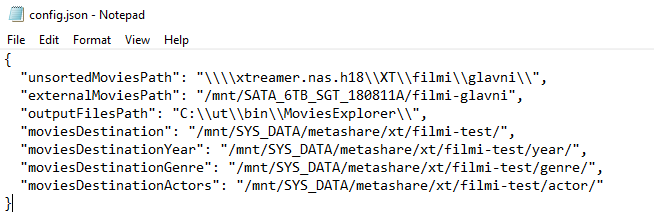 config.json - Notepad
File Edit Format View Help
{
"unsortedMoviesPath": "\\\\xtreamer.nas.h18\\XT\\filmi\\glavni\\",
"externalMoviesPath": "/mnt/SATA_6TB_SGT_180811A/filmi-glavni",
"outputFilesPath": "C:\\ut\\bin\\MoviesExplorer\\",
"moviesDestination": "/mnt/SYS_DATA/metashare/xt/filmi-test/",
"moviesDestinationYear": "/mnt/SYS_DATA/metashare/xt/filmi-test/year/",
"moviesDestinationGenre": "/mnt/SYS_DATA/metashare/xt/filmi-test/genre/",
"moviesDestinationActors": "/mnt/SYS_DATA/metashare/xt/filmi-test/actor/"
}